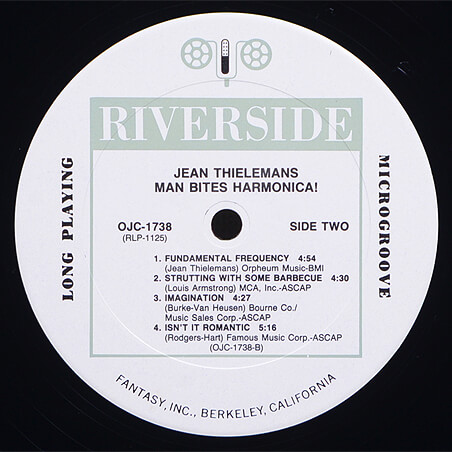 RIVERSIDE
JEAN THIELEMANS
MAN BITES HARMONICA!
LONG PLAYING
MICROGROOVE
OJC-1738
(RLP-1125)
SIDE TWO
1. FUNDAMENTAL FREQUENCY 4:54
(Jean Thielemans) Orpheum Music-BMI
2. STRUTTING WITH SOME BARBECUE 4:30
(Louis Armstrong) MCA, Inc.-ASCAP
3. IMAGINATION 4:27
(Burke-Van Heusen) Bourne Co./
Music Sales Corp.-ASCAP
4. ISN'T IT ROMANTIC 5:16
(Rodgers-Hart) Famous Music Corp.-ASCAP
(OJC-1738-B)
FANTASY, INC., BERKELEY, CALIFORNIA